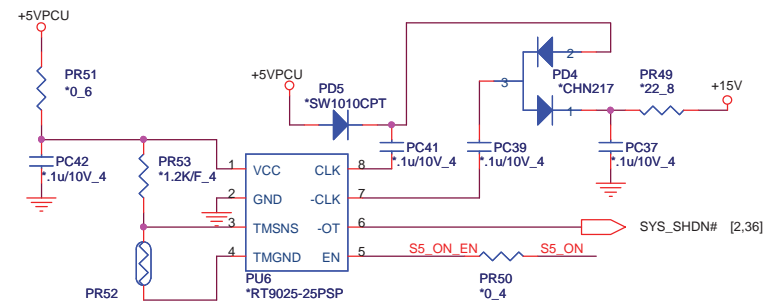 +5VPCU
PR51
*0_6
+5VPCU
PD5
*SW1010CPT
2
3
PD4
*CHN217
1
PR49
*22_8
+15V
PC42
*.1u/10V_4
PR53
*1.2K/F_4
PC41
*.1u/10V_4
PC39
*.1u/10V_4
PC37
*.1u/10V_4
1 VCC CLK 8
2 GND -CLK 7
3 TMSNS -OT 6
4 TMGND EN 5
SYS_SHDN# [2,36]
S5_ON_EN
S5_ON
PR50
*0_4
PR52
PU6
*RT9025-25PSP